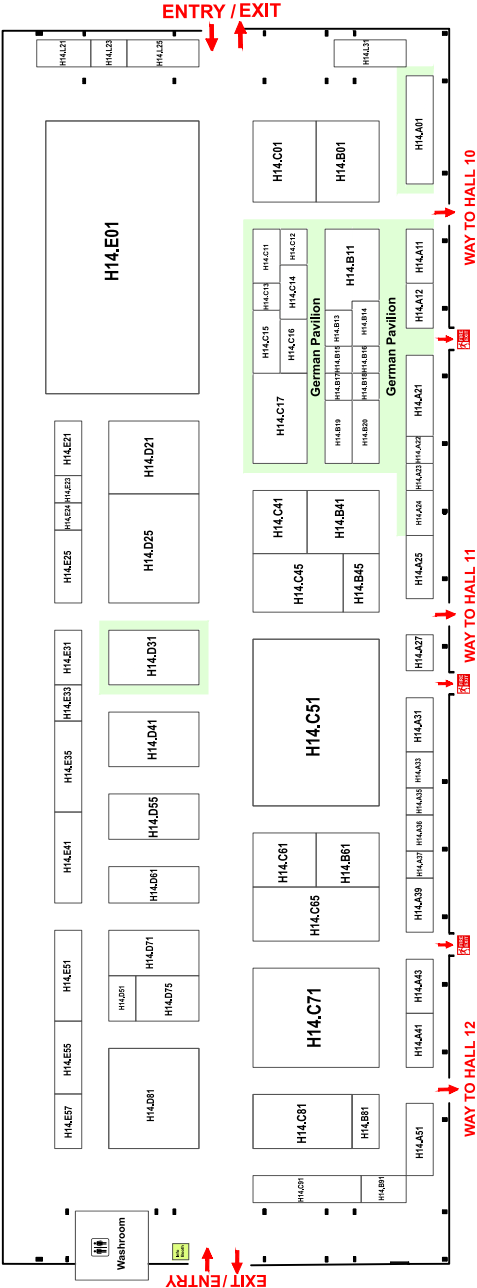 ENTRY / EXIT
H14.L21
H14.L23
H14.L25
H14.L31
H14.A01
H14.E01
H14.C01
H14.B01
WAY TO HALL 10
H14.C11
H14.C12
H14.C13
H14.C14
H14.C15
H14.C16
H14.C17
German Pavilion
H14.B11
H14.B13
H14.B14
H14.B15
H14.B16
H14.B17
H14.B18
H14.B19
H14.B20
German Pavilion
H14.A11
H14.A12
H14.A21
H14.A22
H14.A23
H14.A24
H14.A25
H14.E21
H14.E23
H14.E24
H14.E25
H14.D21
H14.D25
H14.C41
H14.B41
H14.C45
H14.B45
WAY TO HALL 11
H14.E31
H14.E33
H14.E35
H14.E41
H14.D31
H14.D41
H14.D55
H14.D61
H14.C51
H14.A27
H14.A31
H14.A33
H14.A35
H14.A36
H14.A37
H14.A39
H14.C61
H14.B61
H14.C65
H14.E51
H14.E55
H14.E57
H14.D71
H14.D51
H14.D75
H14.D81
H14.C71
H14.A43
H14.A41
WAY TO HALL 12
H14.C81
H14.B81
H14.A51
H14.C91
H14.B91
Washroom
EXIT / ENTRY